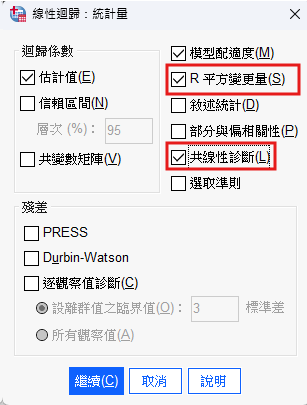 線性迴歸：統計量
迴歸係數
估計值(E)
信賴區間(N)
層次 (%)： 95
共變數矩陣(V)
模型配適度(M)
R 平方變更量(S)
敘述統計(D)
部分與偏相關性(P)
共線性診斷(L)
選取準則
殘差
PRESS
Durbin-Watson
逐觀察值診斷(C)
設離群值之臨界值(O)： 3 標準差
所有觀察值(A)
繼續(C) 取消 說明